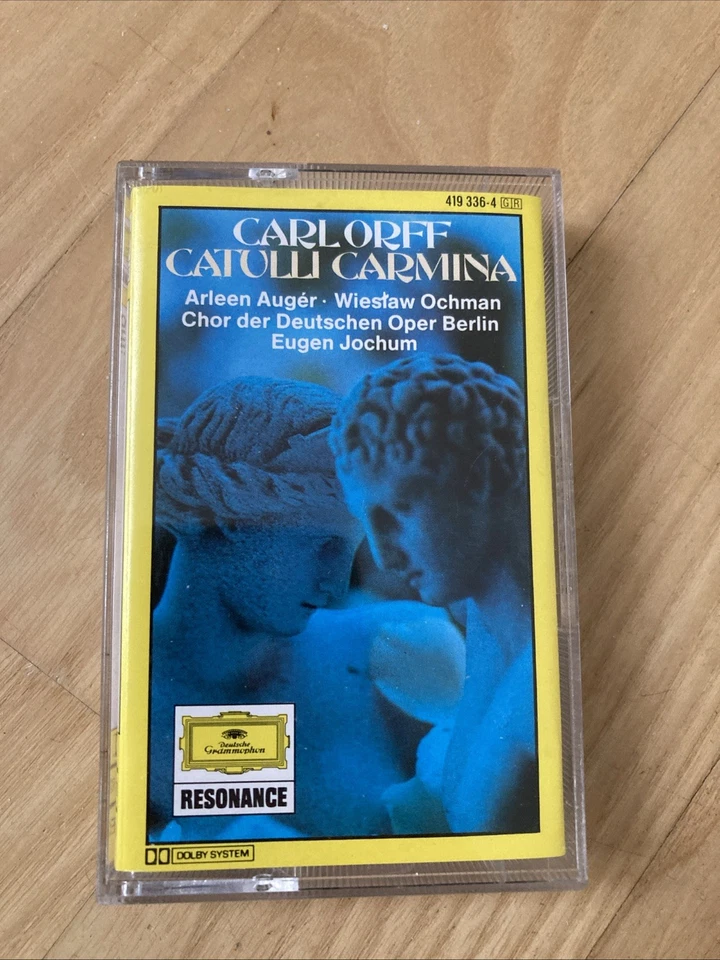 419 336-4 GR
CARL ORFF
CATULLI CARMINA
Arleen Augér · Wiesław Ochman
Chor der Deutschen Oper Berlin
Eugen Jochum
Deutsche
Grammophon
RESONANCE
DOLBY SYSTEM